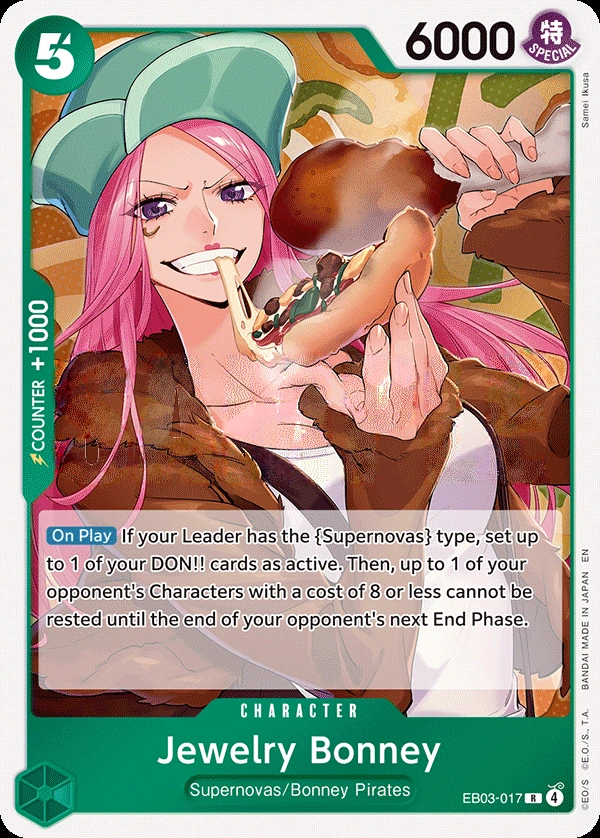 5
6000
特
SPECIAL
Samei Ikusa
COUNTER +1000
On Play If your Leader has the {Supernovas} type, set up
to 1 of your DON!! cards as active. Then, up to 1 of your
opponent's Characters with a cost of 8 or less cannot be
rested until the end of your opponent's next End Phase.
©EO/S ©E.O./S., T.A. BANDAI MADE IN JAPAN EN
CHARACTER
Jewelry Bonney
Supernovas/Bonney Pirates
EB03-017 R 4